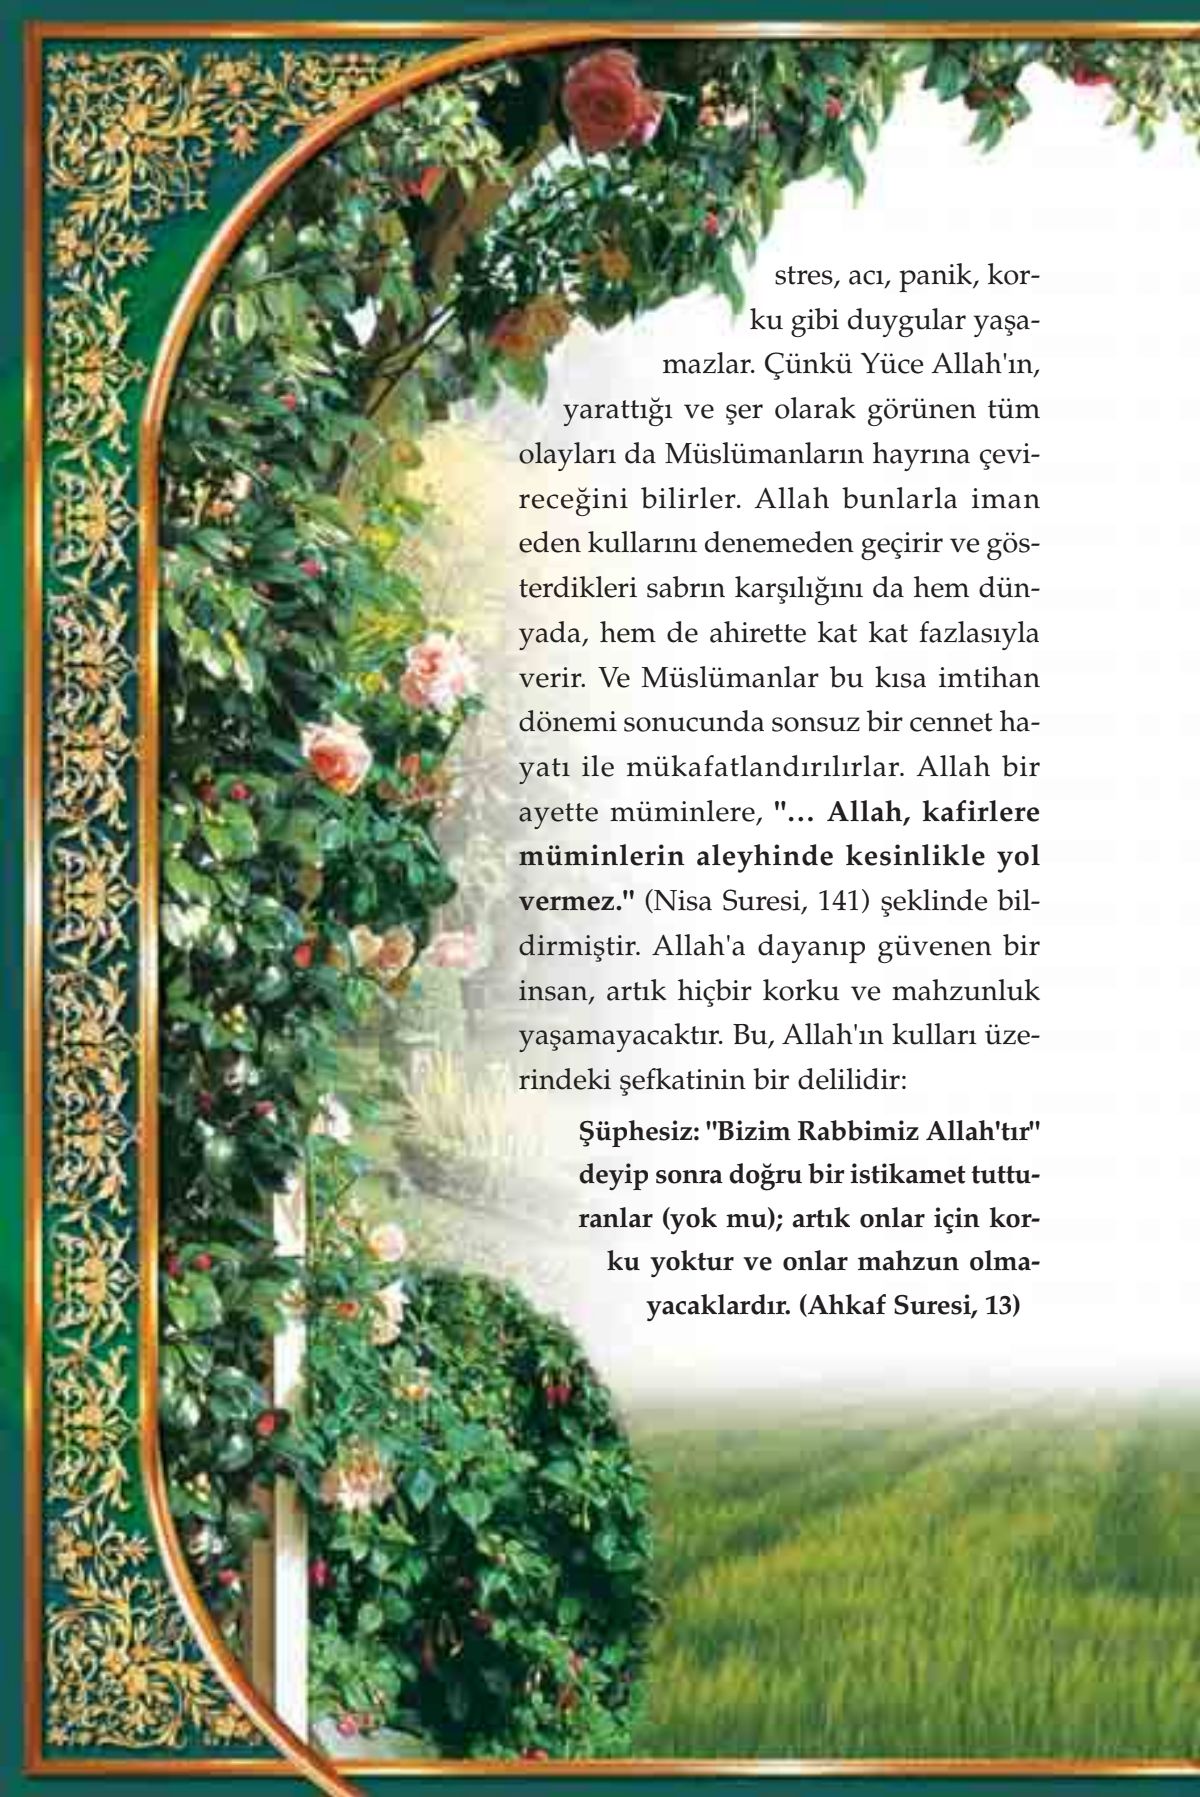 stres, acı, panik, kor-
ku gibi duygular yaşa-
mazlar. Çünkü Yüce Allah'ın,
yarattığı ve şer olarak görünen tüm
olayları da Müslümanların hayrına çevi-
receğini bilirler. Allah bunlarla iman
eden kullarını denemeden geçirir ve gös-
terdikleri sabrın karşılığını da hem dün-
yada, hem de ahirette kat kat fazlasıyla
verir. Ve Müslümanlar bu kısa imtihan
dönemi sonucunda sonsuz bir cennet ha-
yatı ile mükafatlandırılırlar. Allah bir
ayette müminlere, "... Allah, kafirlere
müminlerin aleyhinde kesinlikle yol
vermez." (Nisa Suresi, 141) şeklinde bil-
dirmiştir. Allah'a dayanıp güvenen bir
insan, artık hiçbir korku ve mahzunluk
yaşamayacaktır. Bu, Allah'ın kulları üze-
rindeki şefkatinin bir delilidir:
Şüphesiz: "Bizim Rabbimiz Allah'tır"
deyip sonra doğru bir istikamet tuttu-
ranlar (yok mu); artık onlar için kor-
ku yoktur ve onlar mahzun olma-
yacaklardır. (Ahkaf Suresi, 13)